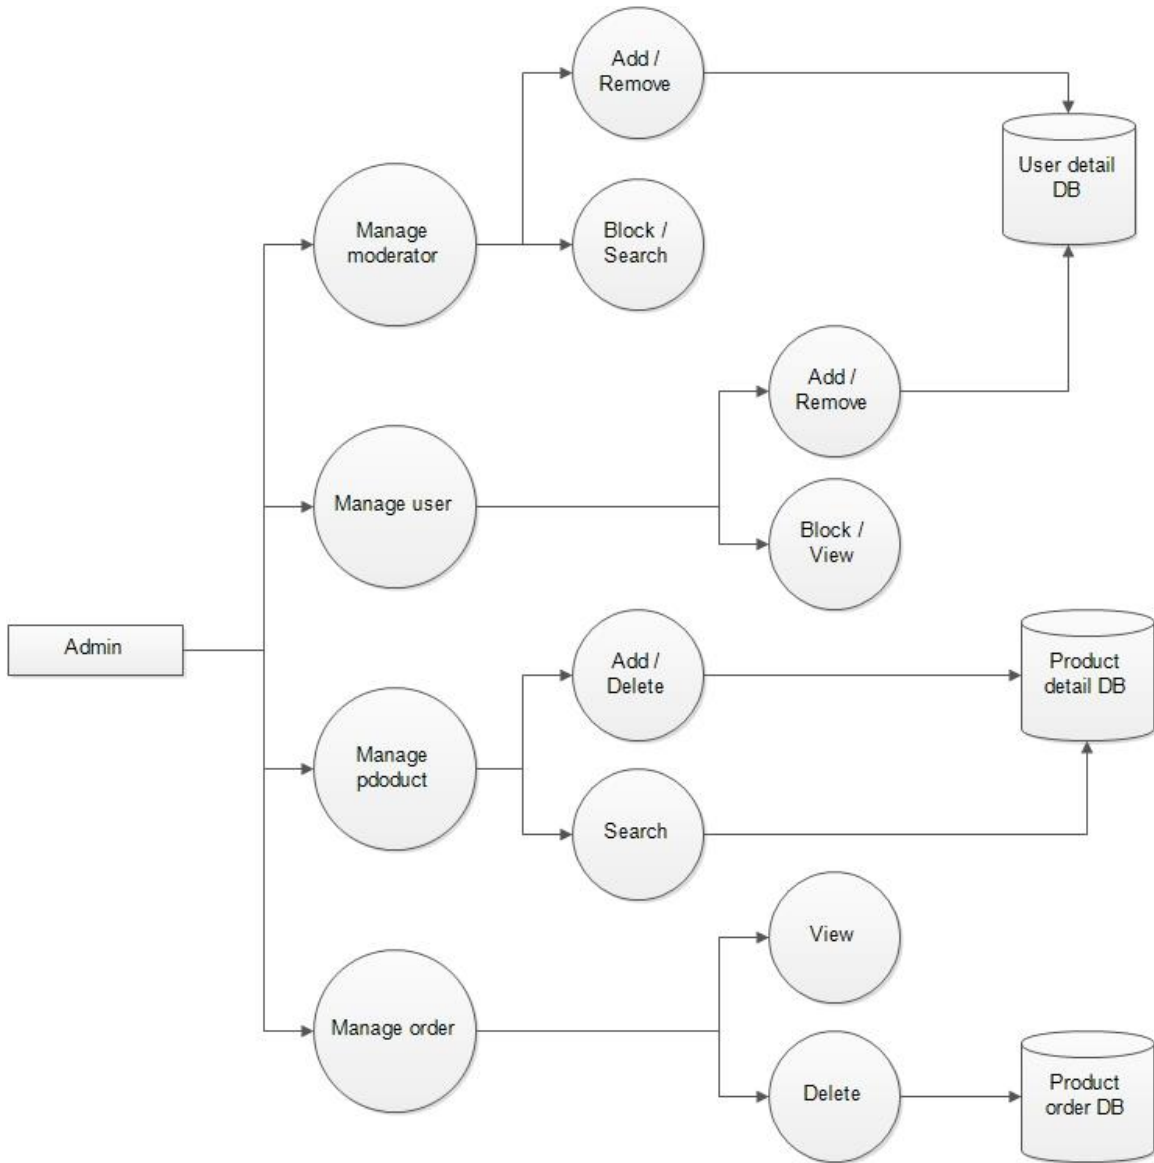 Add /
Remove
User detail
DB
Manage
moderator
Block /
Search
Add /
Remove
Manage user
Block /
View
Admin
Add /
Delete
Product
detail DB
Manage
pdoduct
Search
View
Manage order
Delete
Product
order DB